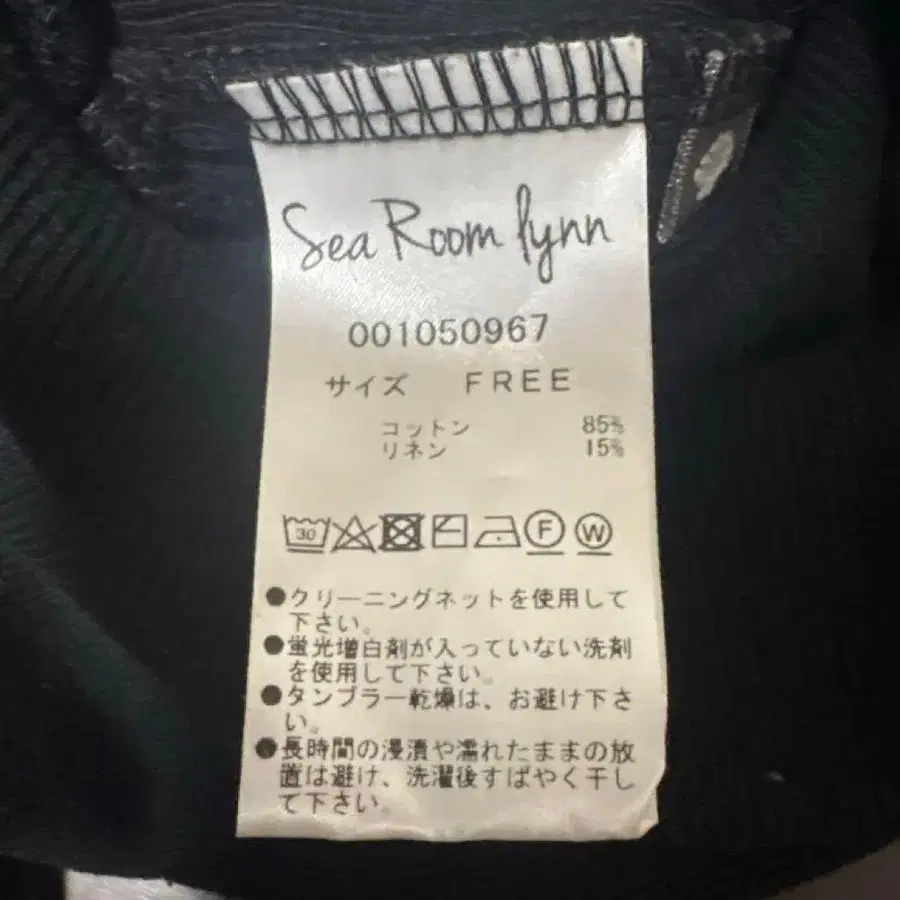 Sea Room lynn
001050967
サイズ FREE
コットン 85%
リネン 15%
30 F W
●クリーニングネットを使用して
下さい。
●蛍光増白剤が入っていない洗剤
を使用して下さい。
●タンブラー乾燥は、お避け下さ
い。
●長時間の浸漬や濡れたままの放
置は避け、洗濯後すばやく干し
て下さい。